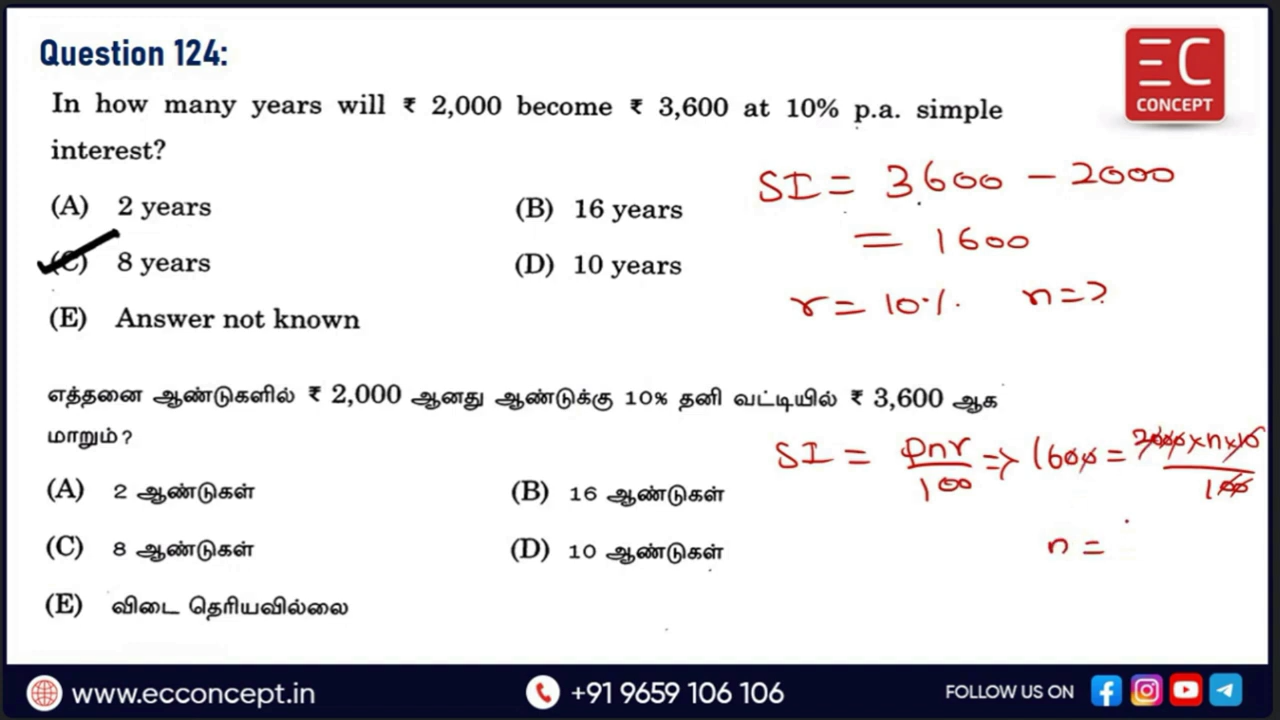 Question 124:
EC
CONCEPT
In how many years will ₹ 2,000 become ₹ 3,600 at 10% p.a. simple
interest?
(A) 2 years
(B) 16 years
(C) 8 years
(D) 10 years
(E) Answer not known
SI = 3600 - 2000
= 1600
r = 10%. n = ?
எத்தனை ஆண்டுகளில் ₹ 2,000 ஆனது ஆண்டுக்கு 10% தனி வட்டியில் ₹ 3,600 ஆக
மாறும்?
(A) 2 ஆண்டுகள்
(B) 16 ஆண்டுகள்
(C) 8 ஆண்டுகள்
(D) 10 ஆண்டுகள்
(E) விடை தெரியவில்லை
SI = pnr/100 => 1600 = 2000 x n x 10/100
n =
www.ecconcept.in
+91 9659 106 106
FOLLOW US ON